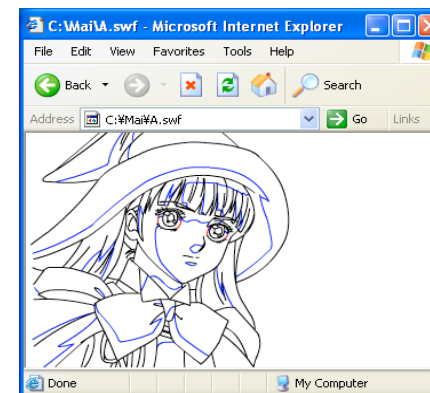 C:\Mai\A.swf - Microsoft Internet Explorer
File Edit View Favorites Tools Help
Back Search
Address C:¥Mai¥A.swf Go Links
Done My Computer